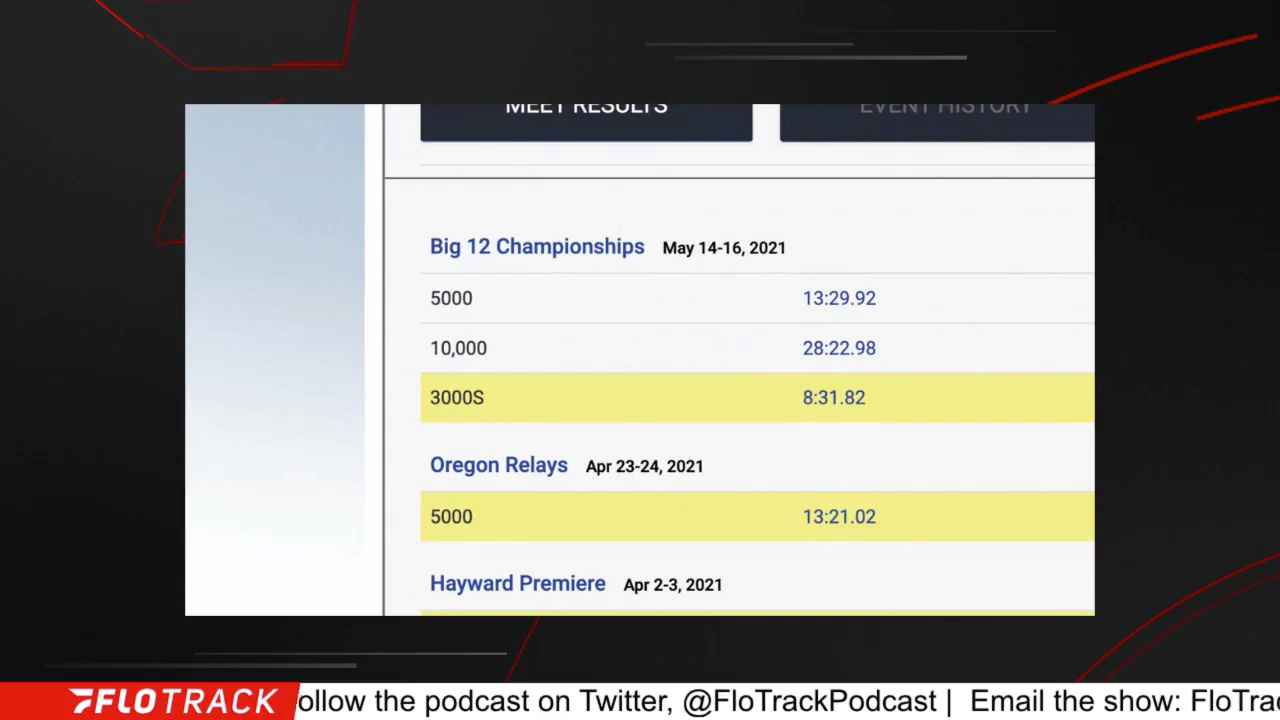 MEET RESULTS EVENT HISTORY
Big 12 Championships May 14-16, 2021
5000 13:29.92
10,000 28:22.98
3000S 8:31.82
Oregon Relays Apr 23-24, 2021
5000 13:21.02
Hayward Premiere Apr 2-3, 2021
FLOTRACK ollow the podcast on Twitter, @FloTrackPodcast | Email the show: FloTra